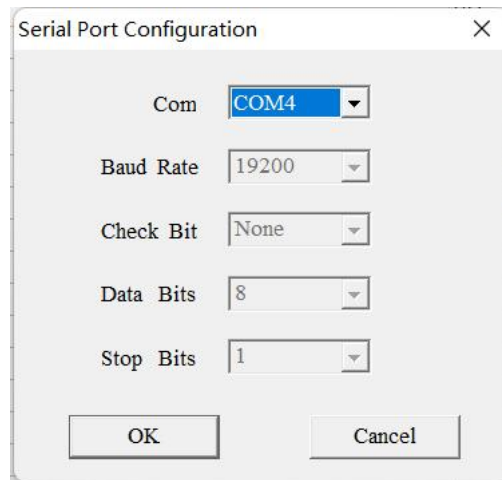 Serial Port Configuration
Com COM4
Baud Rate 19200
Check Bit None
Data Bits 8
Stop Bits 1
OK Cancel